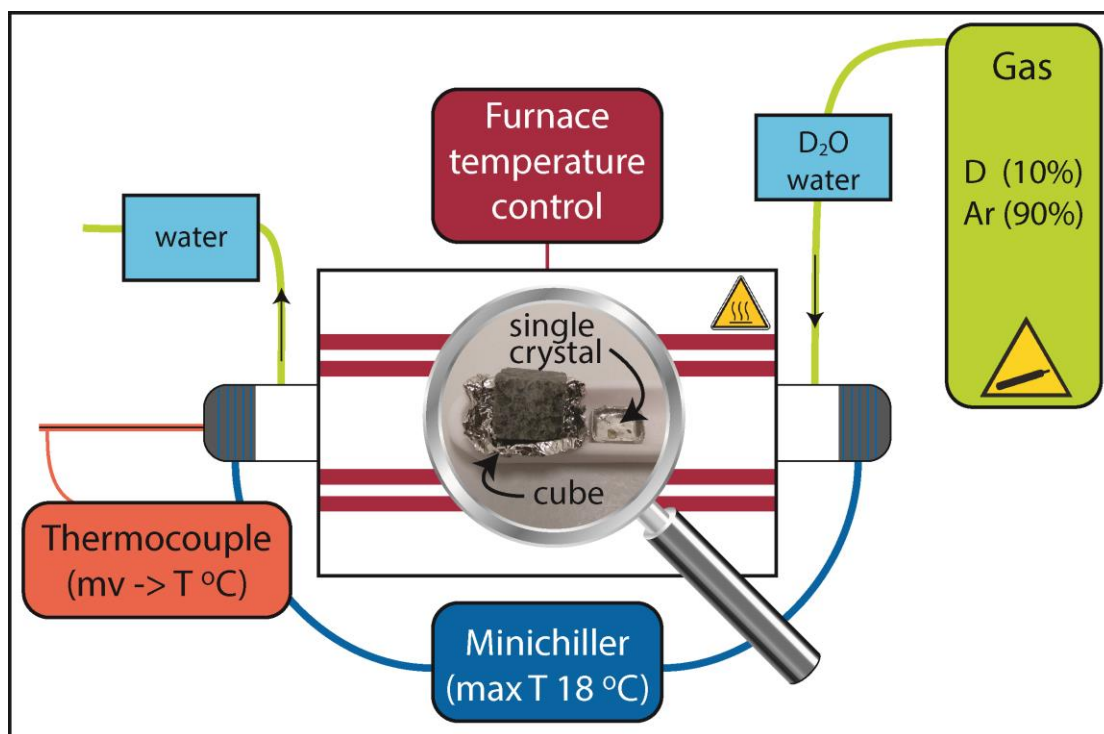 Gas
D (10%)
Ar (90%)
D₂O
water
Furnace
temperature
control
water
single
crystal
cube
Thermocouple
(mv -> T °C)
Minichiller
(max T 18 °C)